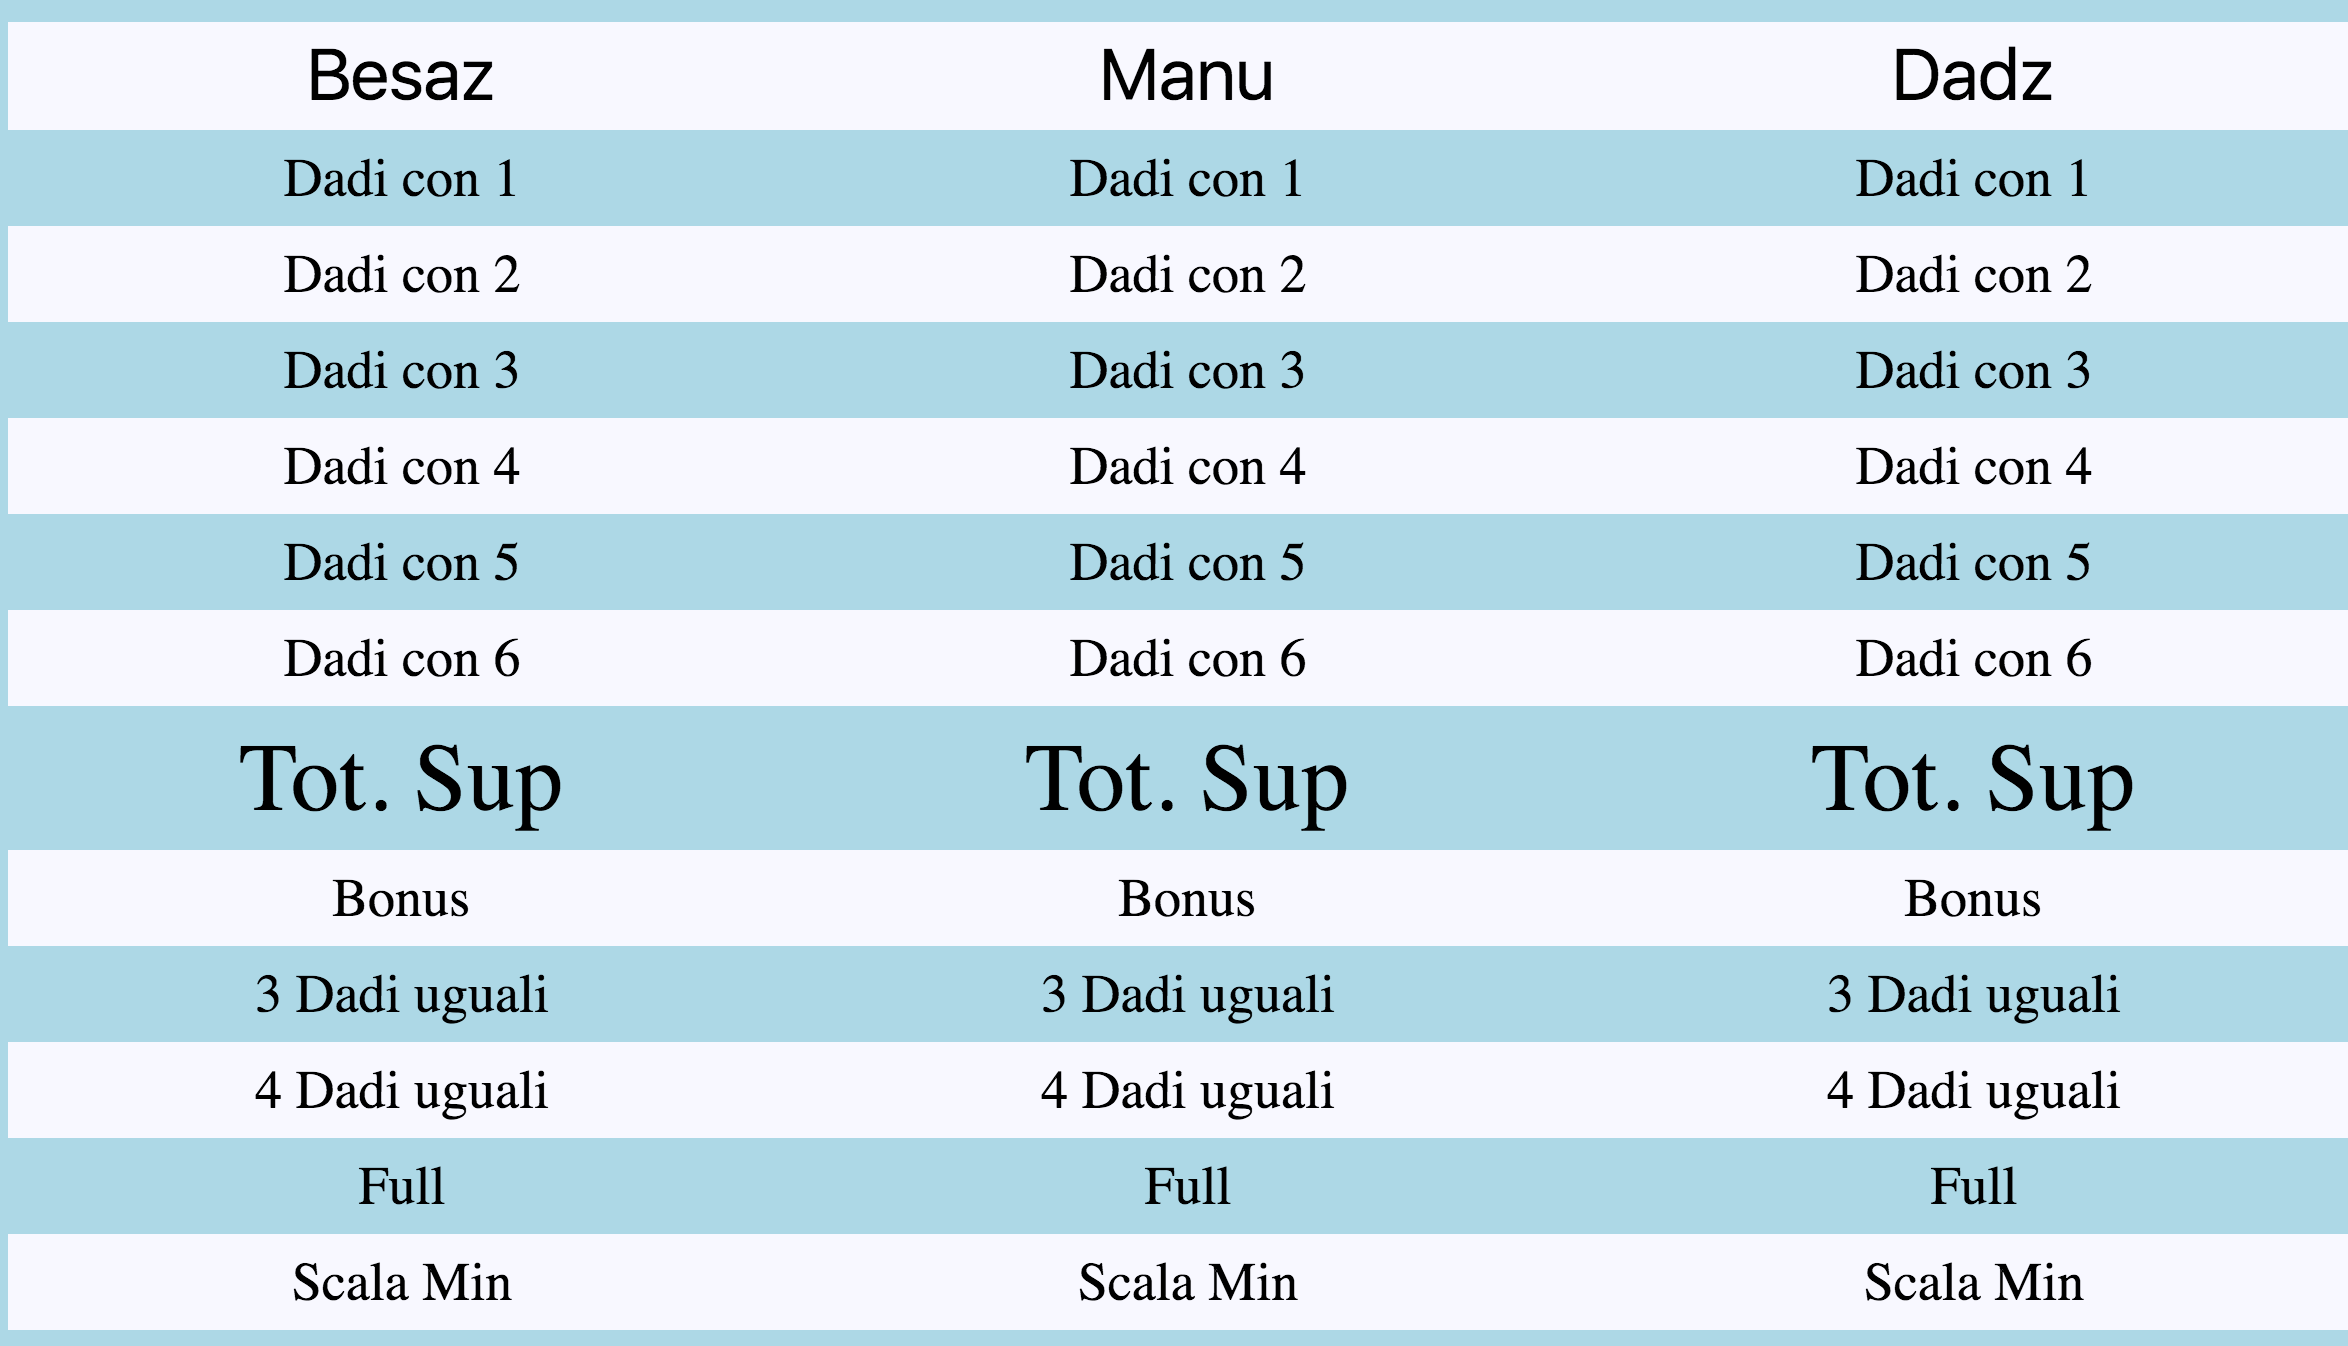 Besaz Manu Dadz
Dadi con 1 Dadi con 1 Dadi con 1
Dadi con 2 Dadi con 2 Dadi con 2
Dadi con 3 Dadi con 3 Dadi con 3
Dadi con 4 Dadi con 4 Dadi con 4
Dadi con 5 Dadi con 5 Dadi con 5
Dadi con 6 Dadi con 6 Dadi con 6
Tot. Sup Tot. Sup Tot. Sup
Bonus Bonus Bonus
3 Dadi uguali 3 Dadi uguali 3 Dadi uguali
4 Dadi uguali 4 Dadi uguali 4 Dadi uguali
Full Full Full
Scala Min Scala Min Scala Min